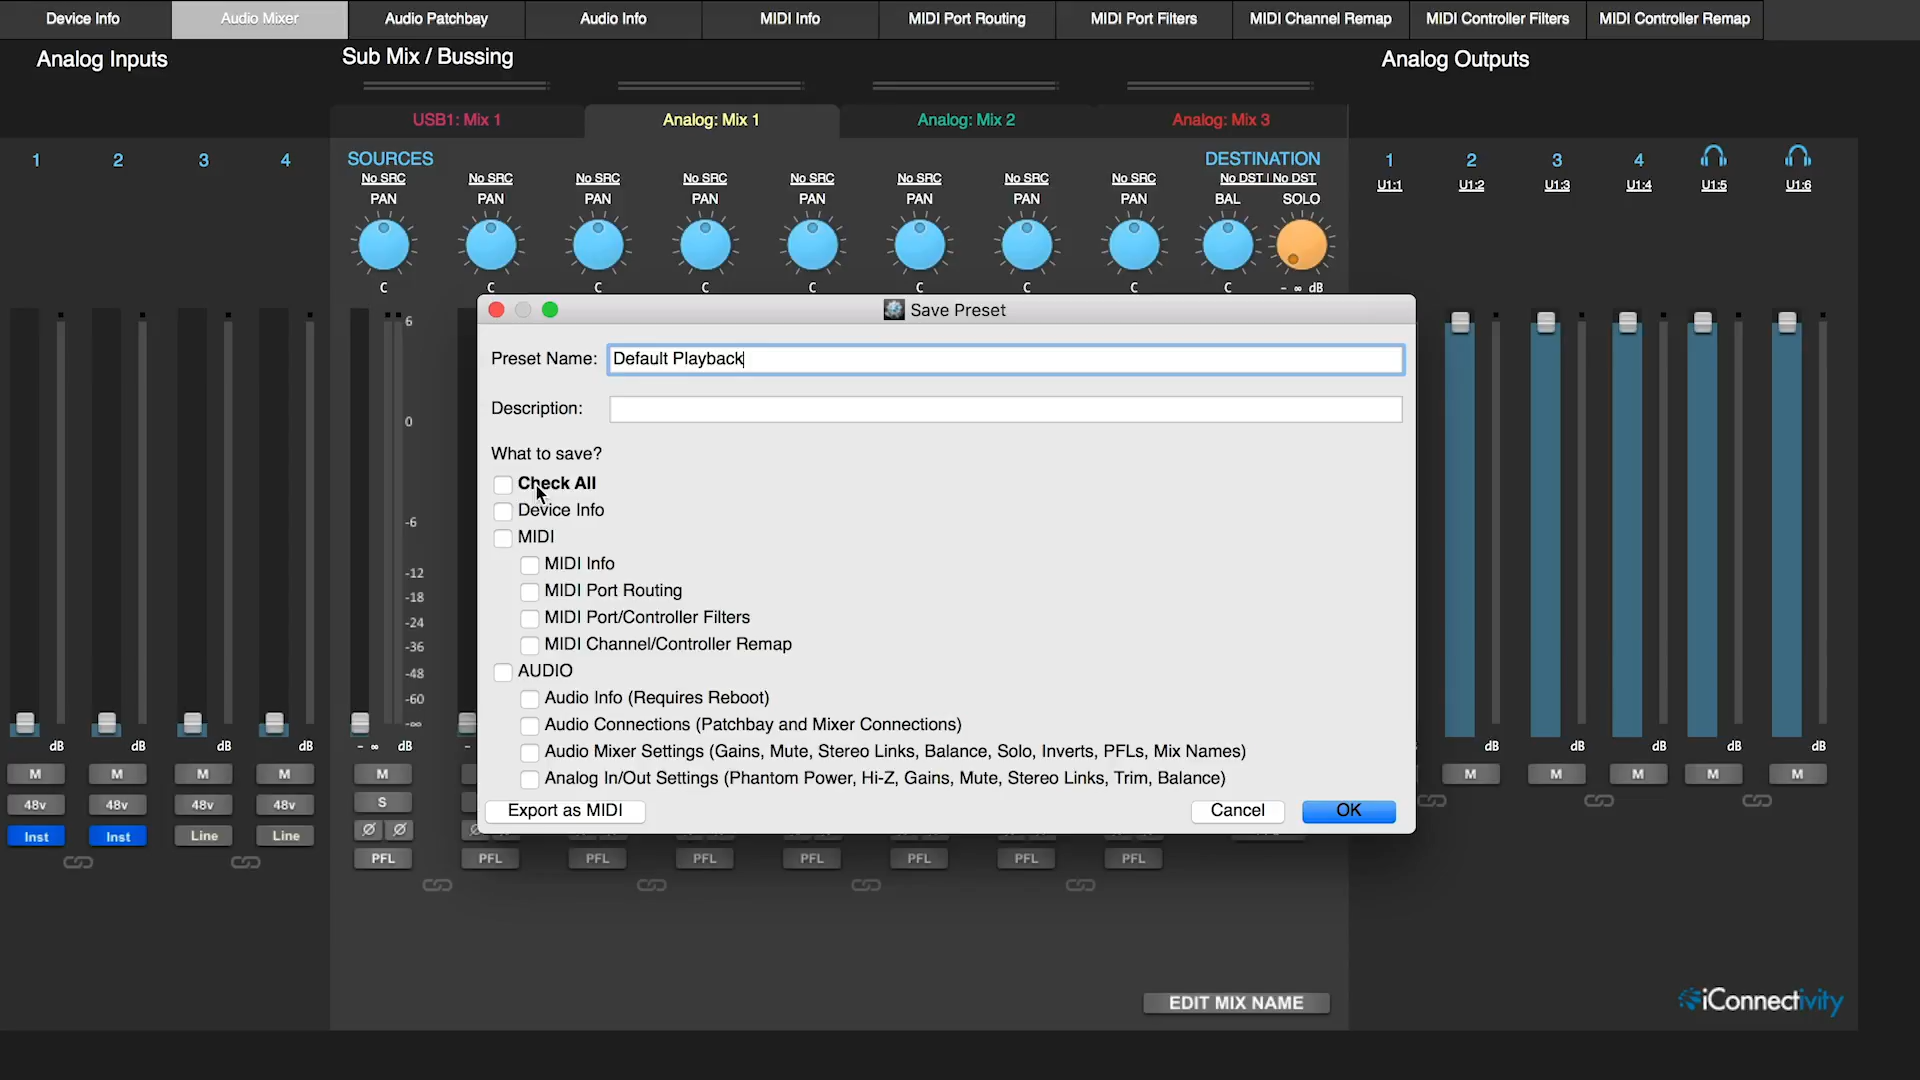 Device Info Audio Mixer Audio Patchbay Audio Info MIDI Info MIDI Port Routing MIDI Port Filters MIDI Channel Remap MIDI Controller Filters MIDI Controller Remap
Analog Inputs
Sub Mix / Bussing
Analog Outputs
USB1: Mix 1 Analog: Mix 1 Analog: Mix 2 Analog: Mix 3
1 2 3 4
SOURCES
DESTINATION
1 2 3 4
No SRC No SRC No SRC No SRC No SRC No SRC No SRC No SRC No DST | No DST
U1:1 U1:2 U1:3 U1:4 U1:5 U1:6
PAN PAN PAN PAN PAN PAN PAN PAN BAL SOLO
C C C C C C C C C - ∞ dB
6
0
-6
-12
-18
-24
-36
-48
-60
-∞
Save Preset
Preset Name: Default Playback
Description:
What to save?
Check All
Device Info
MIDI
MIDI Info
MIDI Port Routing
MIDI Port/Controller Filters
MIDI Channel/Controller Remap
AUDIO
Audio Info (Requires Reboot)
Audio Connections (Patchbay and Mixer Connections)
Audio Mixer Settings (Gains, Mute, Stereo Links, Balance, Solo, Inverts, PFLs, Mix Names)
Analog In/Out Settings (Phantom Power, Hi-Z, Gains, Mute, Stereo Links, Trim, Balance)
Export as MIDI Cancel OK
dB dB dB dB - ∞ dB dB dB dB dB dB
M M M M M M M M M M
48v 48v 48v 48v S
Inst Inst Line Line Ø Ø
PFL PFL PFL PFL PFL PFL PFL PFL
EDIT MIX NAME
iConnectivity